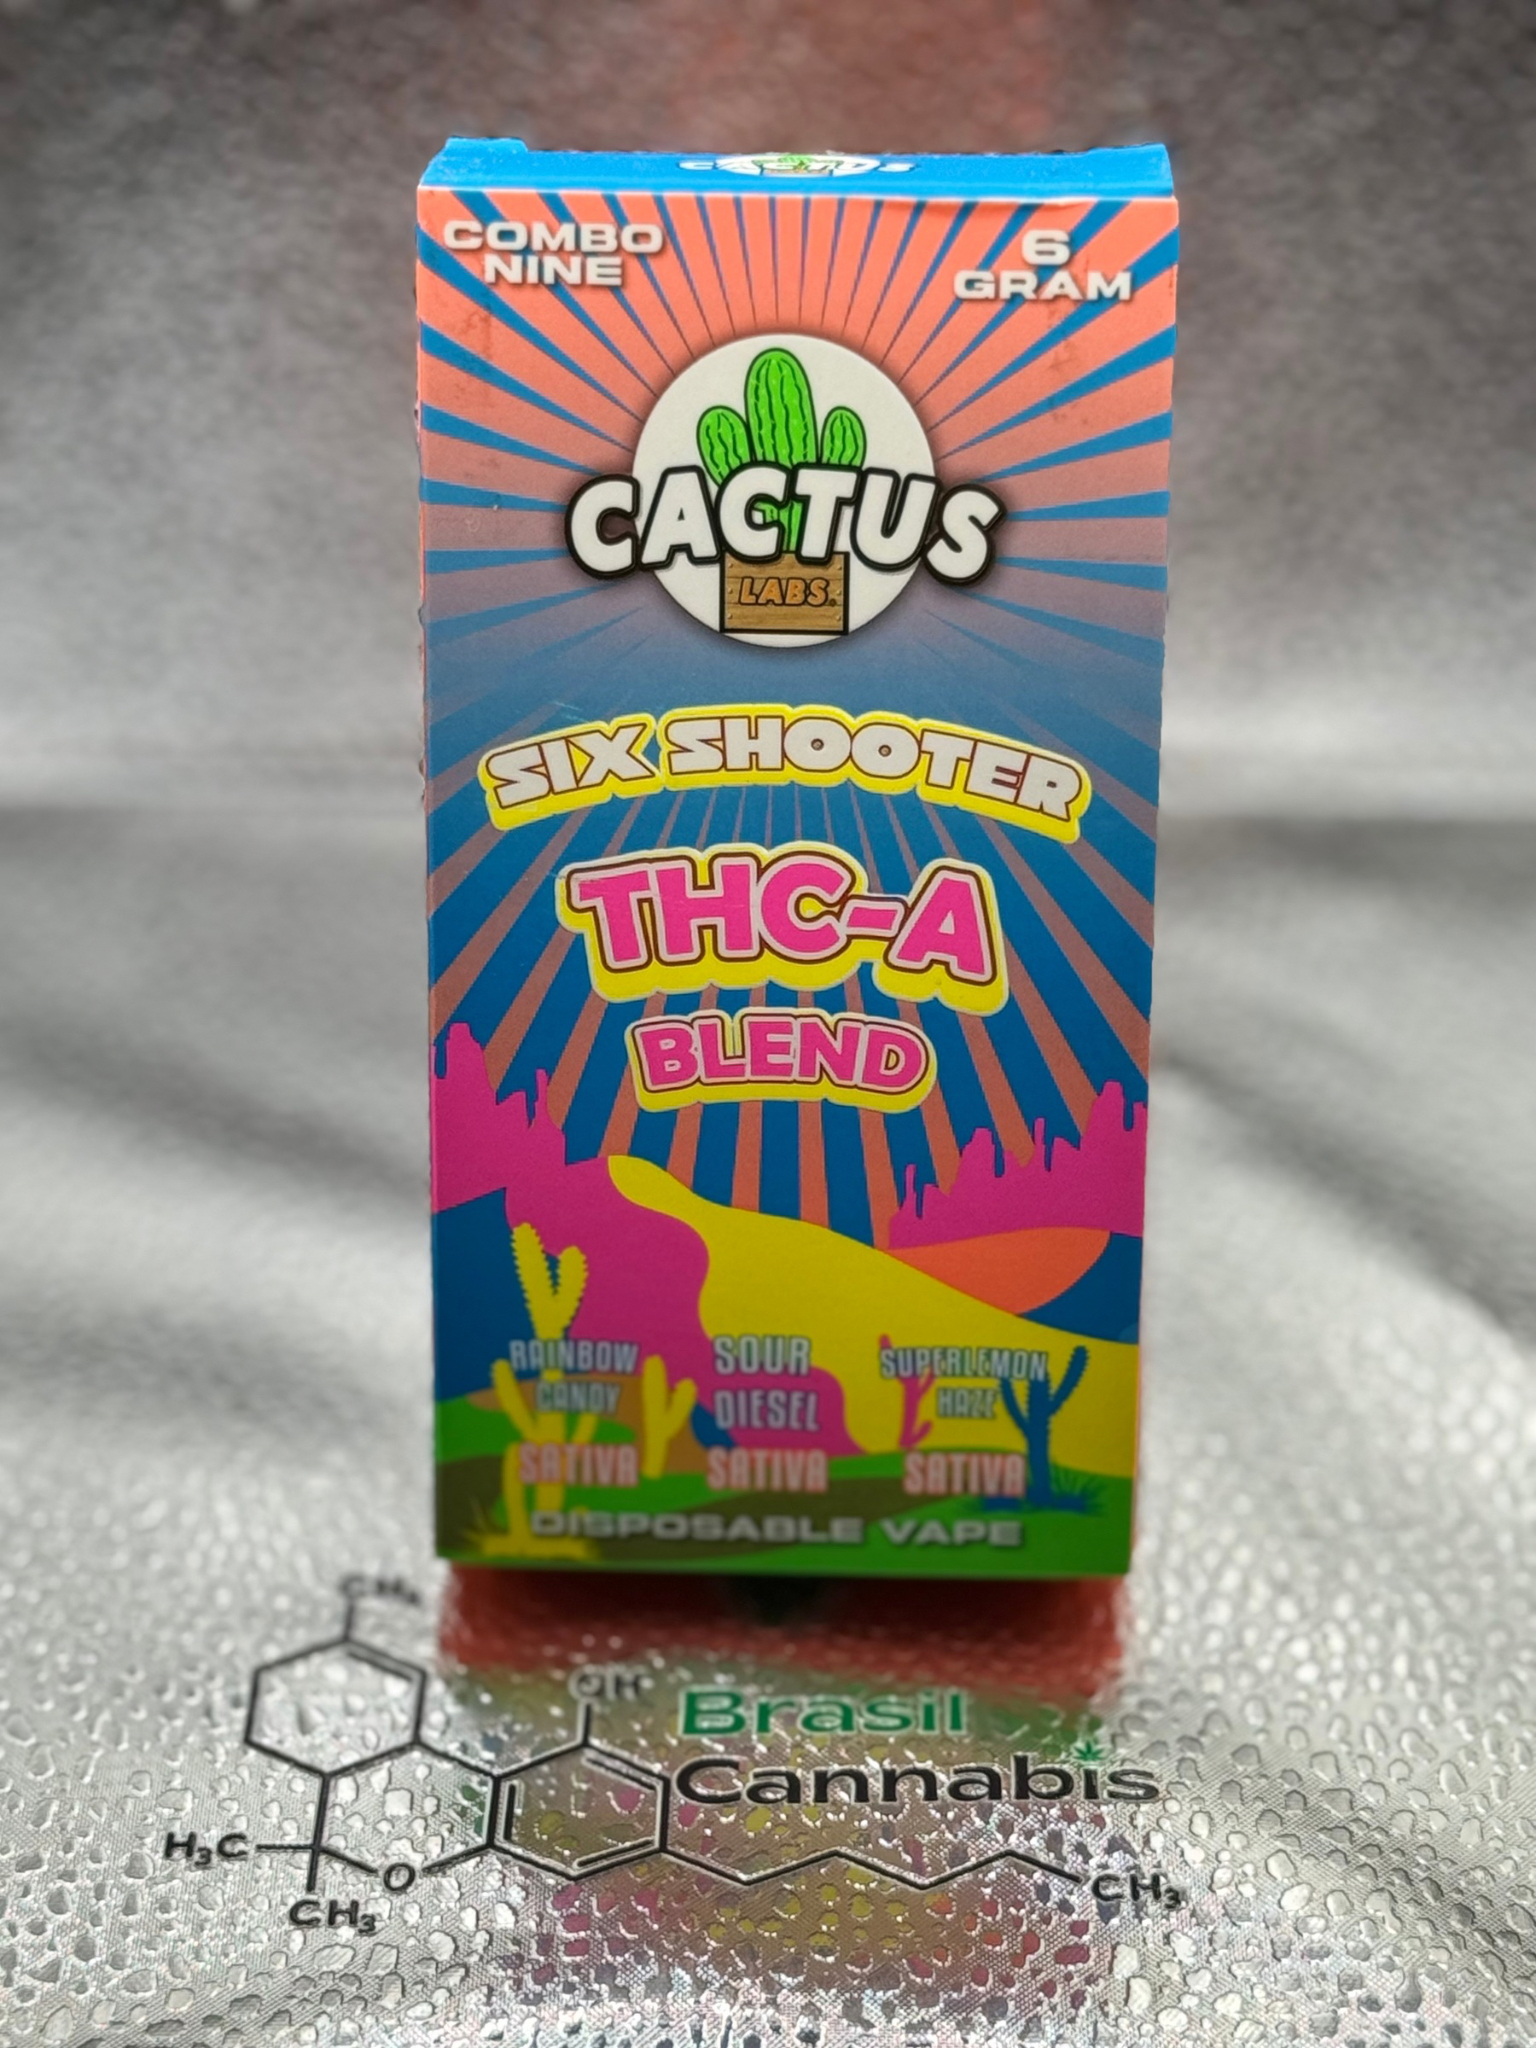 CACTUS
COMBO
NINE
6
GRAM
CACTUS
LABS®
SIX SHOOTER
THC-A
BLEND
RAINBOW
CANDY
SATIVA
SOUR
DIESEL
SATIVA
SUPERLEMON
HAZE
SATIVA
DISPOSABLE VAPE
CH₃
OH
Brasil
Cannabis
H₃C
O
CH₃
CH₃